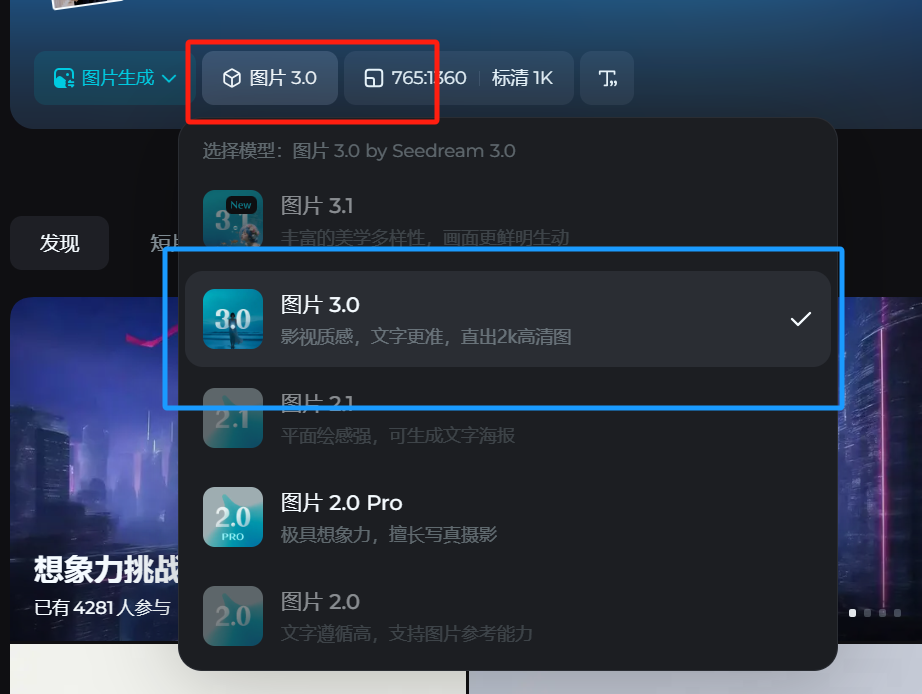 图片生成 图片 3.0 765:1360 标清 1K T
选择模型：图片 3.0 by Seedream 3.0
New
3.1
图片 3.1
丰富的美学多样性，画面更鲜明生动
发现 短
3.0
图片 3.0
影视质感，文字更准，直出2k高清图
2.1
图片 2.1
平面绘感强，可生成文字海报
2.0
PRO
图片 2.0 Pro
极具想象力，擅长写真摄影
想象力挑战
已有 4281 人参与
2.0
图片 2.0
文字遵循高，支持图片参考能力